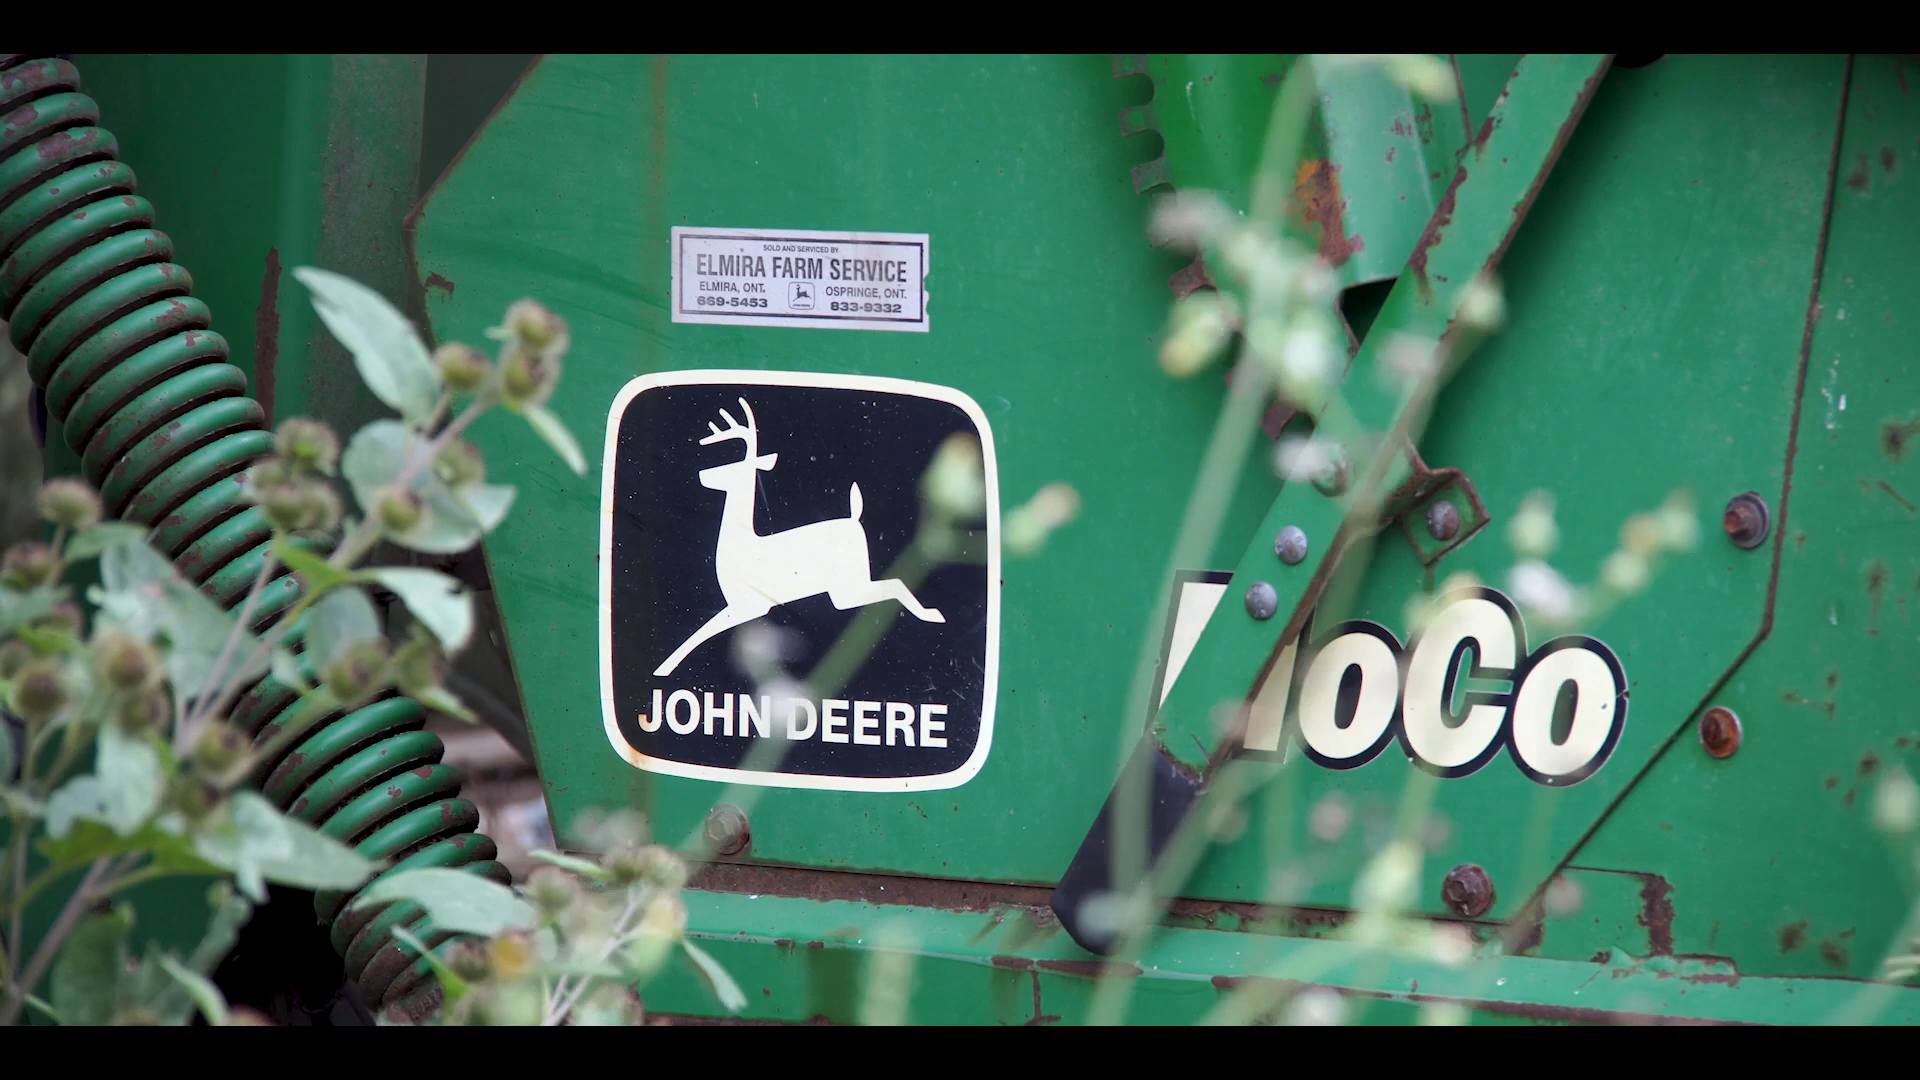 SOLD AND SERVICED BY
ELMIRA FARM SERVICE
ELMIRA, ONT. OSPRINGE, ONT.
669-5453 833-9332
JOHN DEERE
oCo